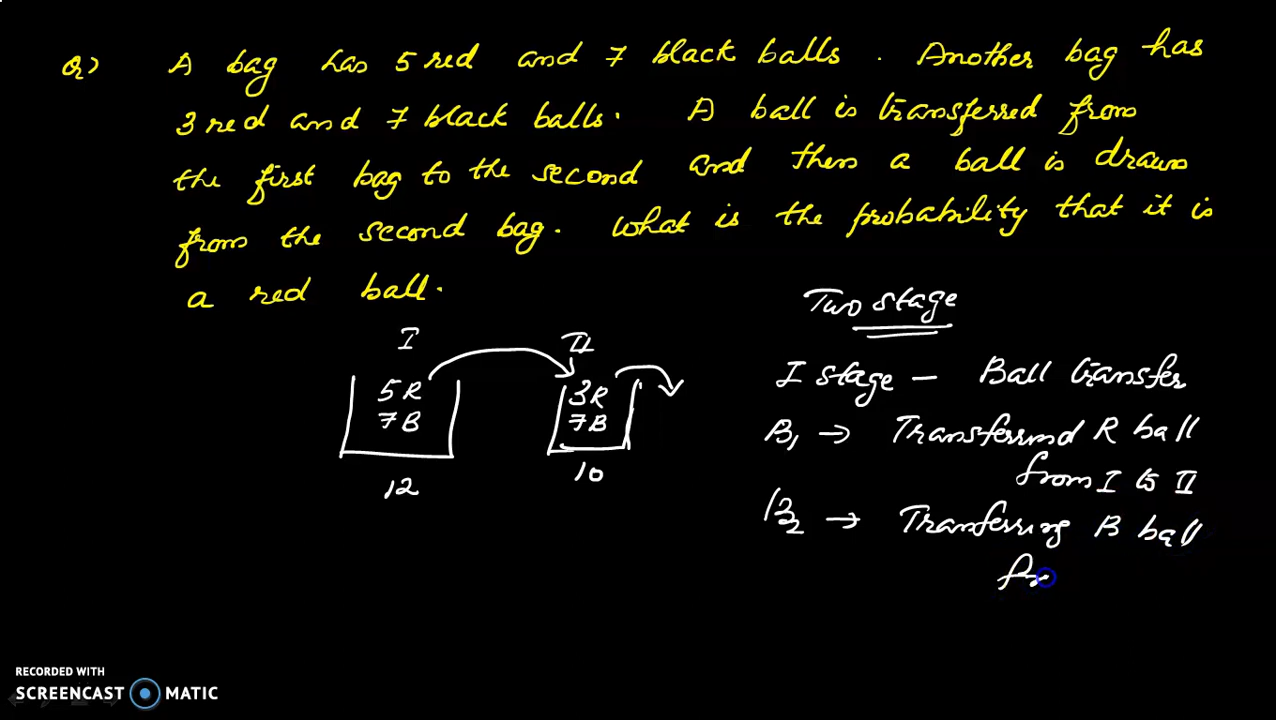 Q) A bag has 5 red and 7 black balls. Another bag has
3 red and 7 black balls. A ball is transferred from
the first bag to the second and then a ball is drawn
from the second bag. What is the probability that it is
a red ball.
Two stage
I II
5R 3R
7B 7B
12 10
I stage - Ball transfer
B₁ → Transferrind R ball
from I to II
B₂ → Transferring B ball
fr
RECORDED WITH
SCREENCAST MATIC